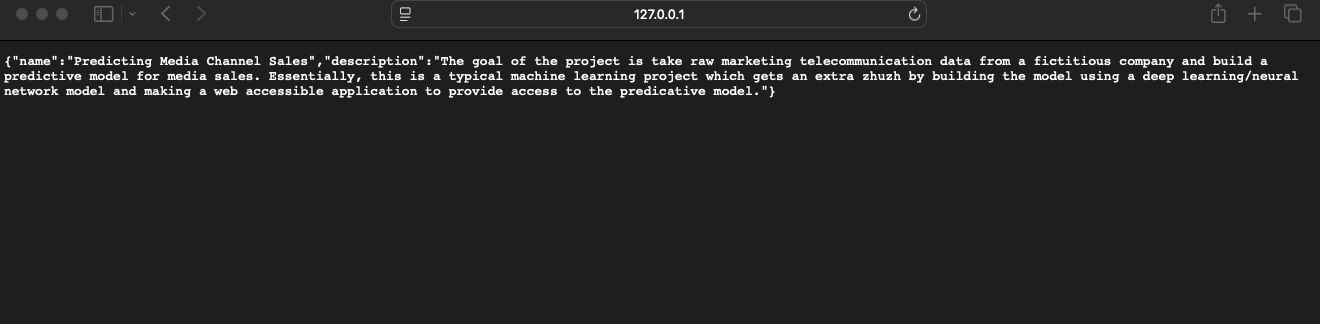 127.0.0.1
{"name":"Predicting Media Channel Sales","description":"The goal of the project is take raw marketing telecommunication data from a fictitious company and build a
predictive model for media sales. Essentially, this is a typical machine learning project which gets an extra zhuzh by building the model using a deep learning/neural
network model and making a web accessible application to provide access to the predicative model."}